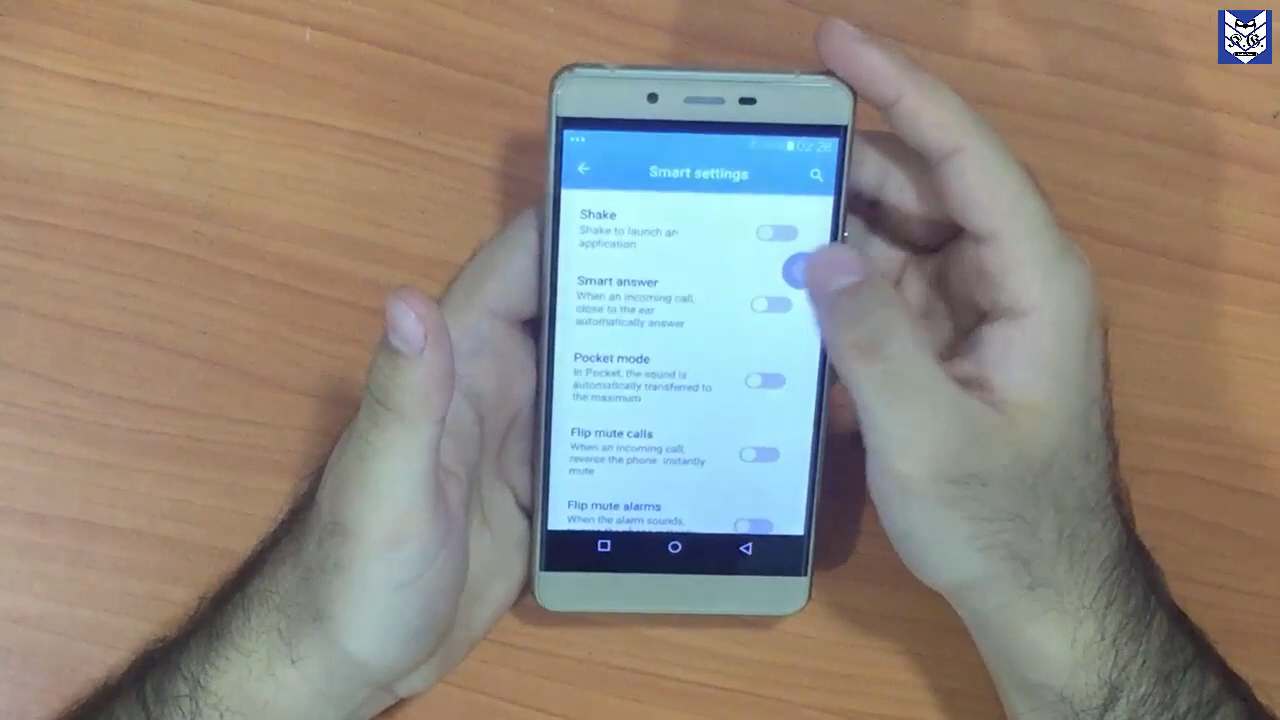 02:28
Smart settings
Shake
Shake to launch an
application
Smart answer
When an incoming call,
close to the ear
automatically answer
Pocket mode
In Pocket, the sound is
automatically transferred to
the maximum
Flip mute calls
When an incoming call,
reverse the phone instantly
mute
Flip mute alarms
When the alarm sounds,